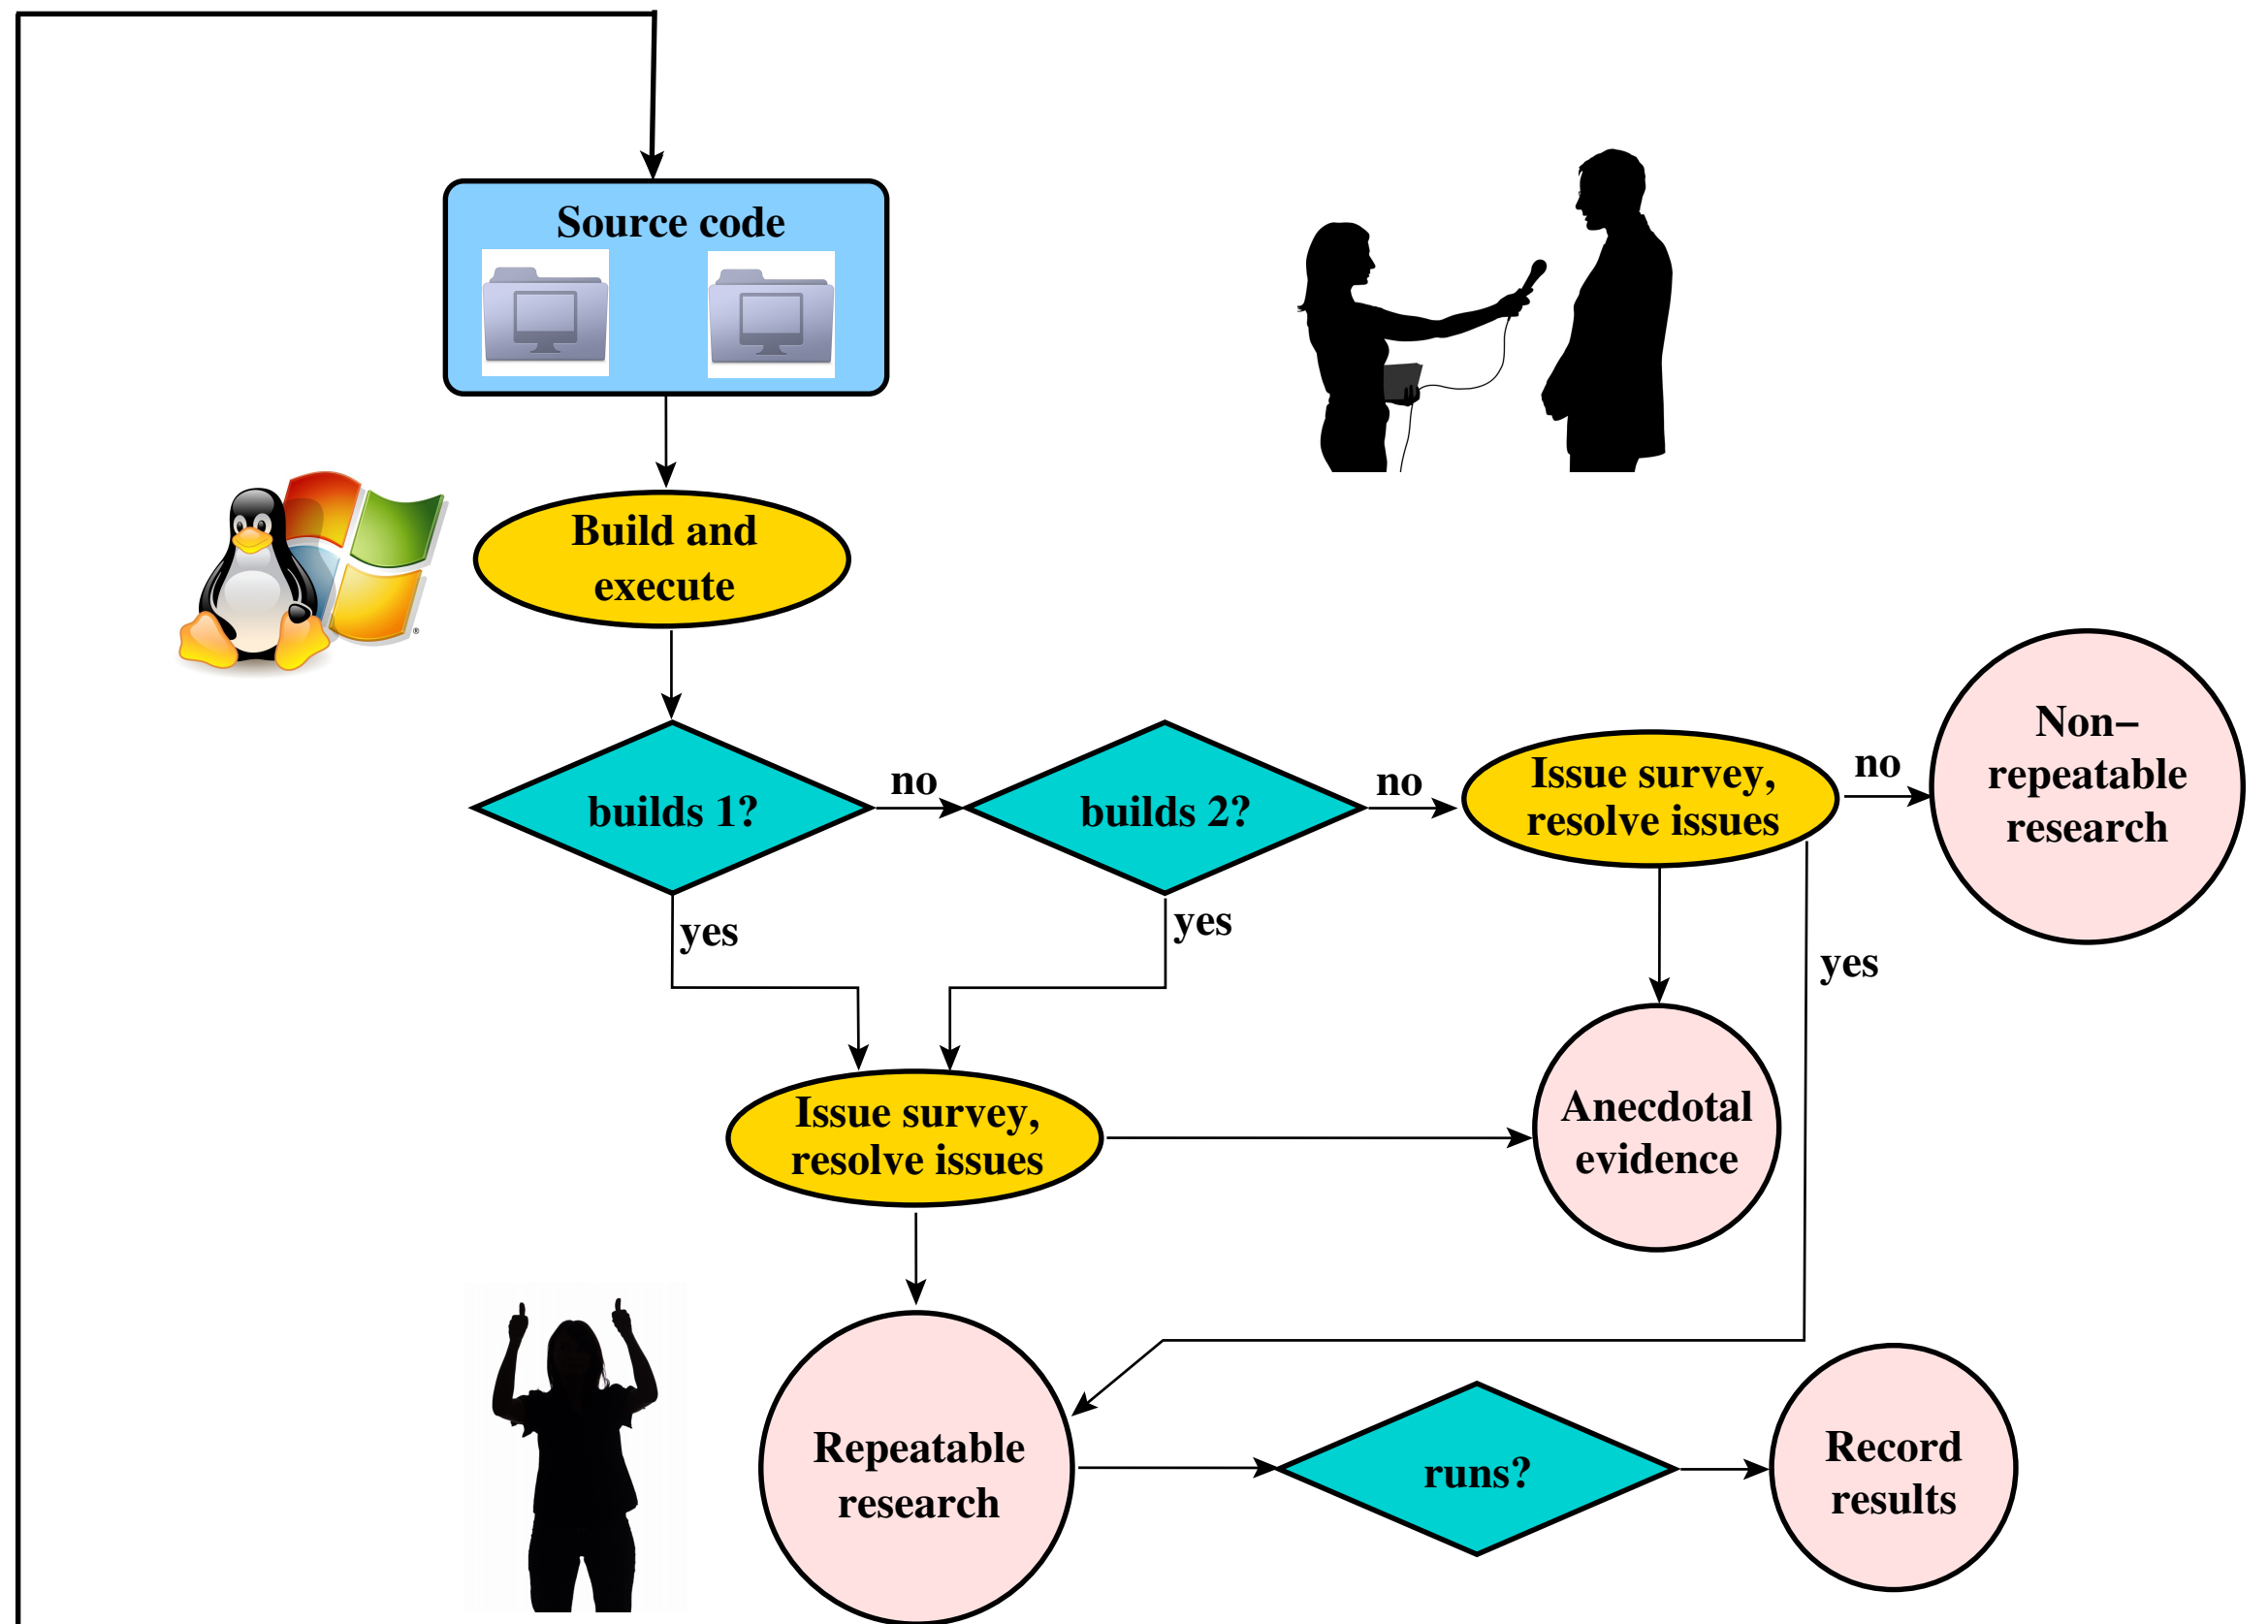 Source code
Build and
execute
builds 1?
no
builds 2?
no
Issue survey,
resolve issues
no
Non–
repeatable
research
yes
yes
yes
Issue survey,
resolve issues
Anecdotal
evidence
Repeatable
research
runs?
Record
results
®